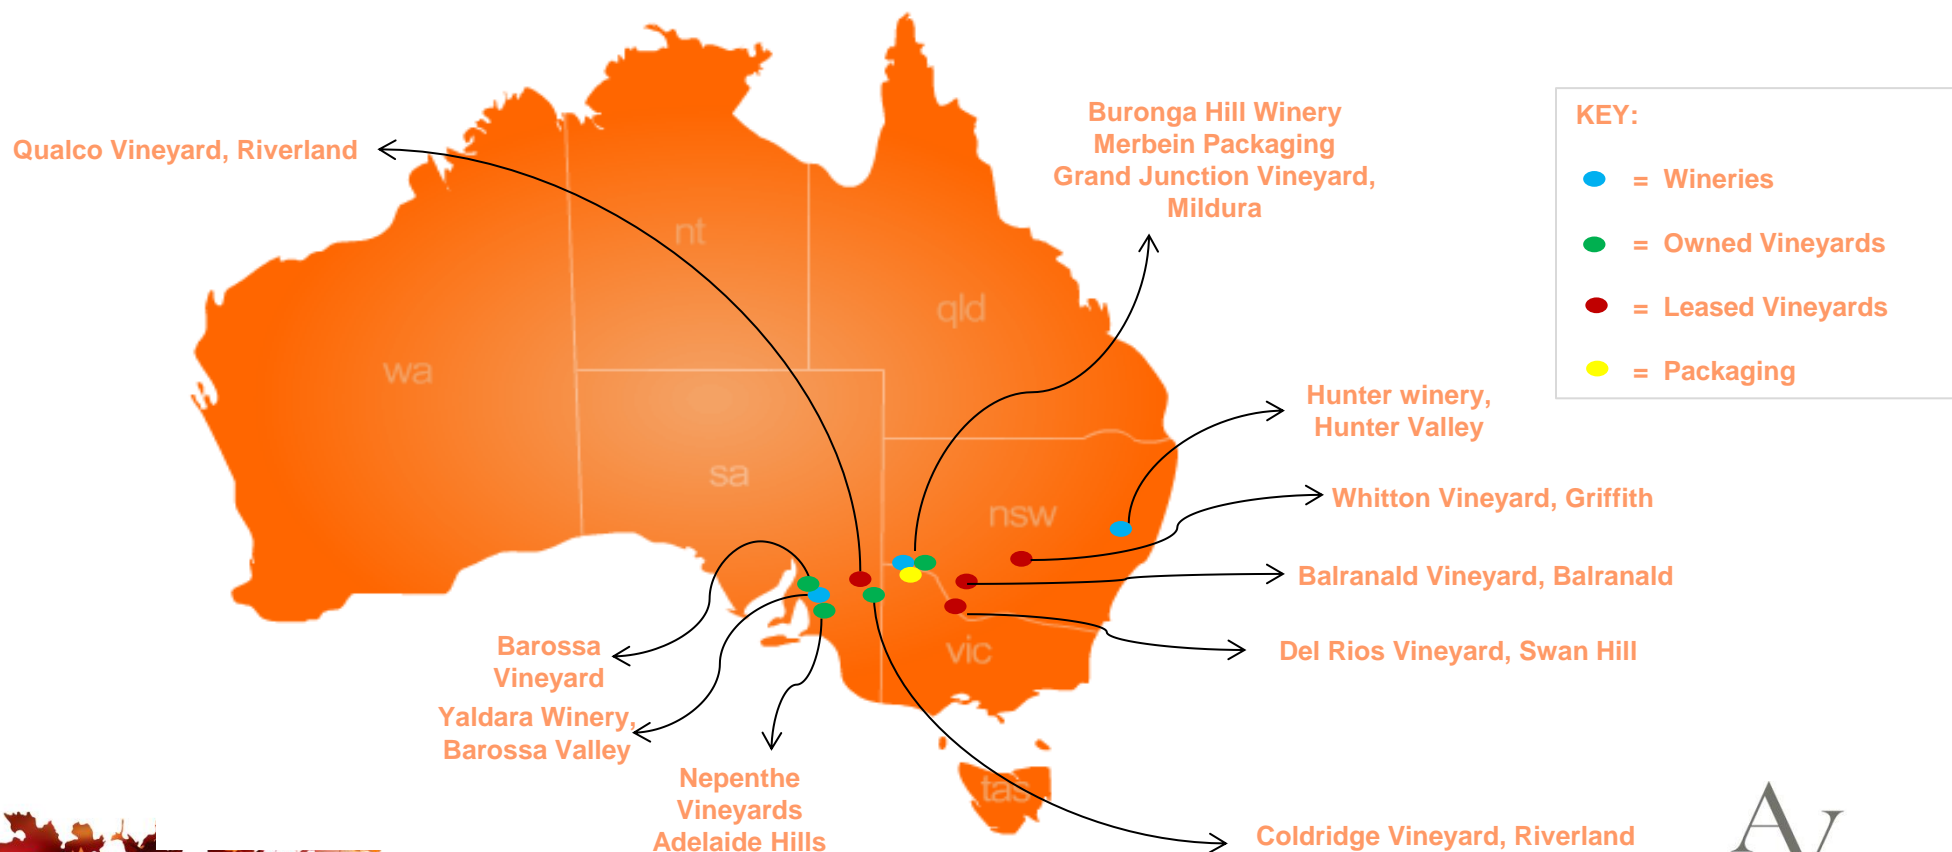 Qualco Vineyard, Riverland
Buronga Hill Winery
Merbein Packaging
Grand Junction Vineyard,
Mildura
KEY:
= Wineries
= Owned Vineyards
= Leased Vineyards
= Packaging
nt
qld
wa
sa
nsw
vic
tas
Hunter winery,
Hunter Valley
Whitton Vineyard, Griffith
Balranald Vineyard, Balranald
Del Rios Vineyard, Swan Hill
Barossa
Vineyard
Yaldara Winery,
Barossa Valley
Nepenthe
Vineyards
Adelaide Hills
Coldridge Vineyard, Riverland
AV